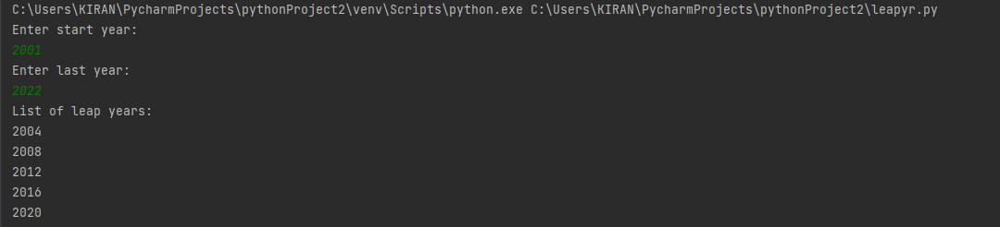 C:\Users\KIRAN\PycharmProjects\pythonProject2\venv\Scripts\python.exe C:\Users\KIRAN\PycharmProjects\pythonProject2\leapyr.py
Enter start year:
2001
Enter last year:
2022
List of leap years:
2004
2008
2012
2016
2020